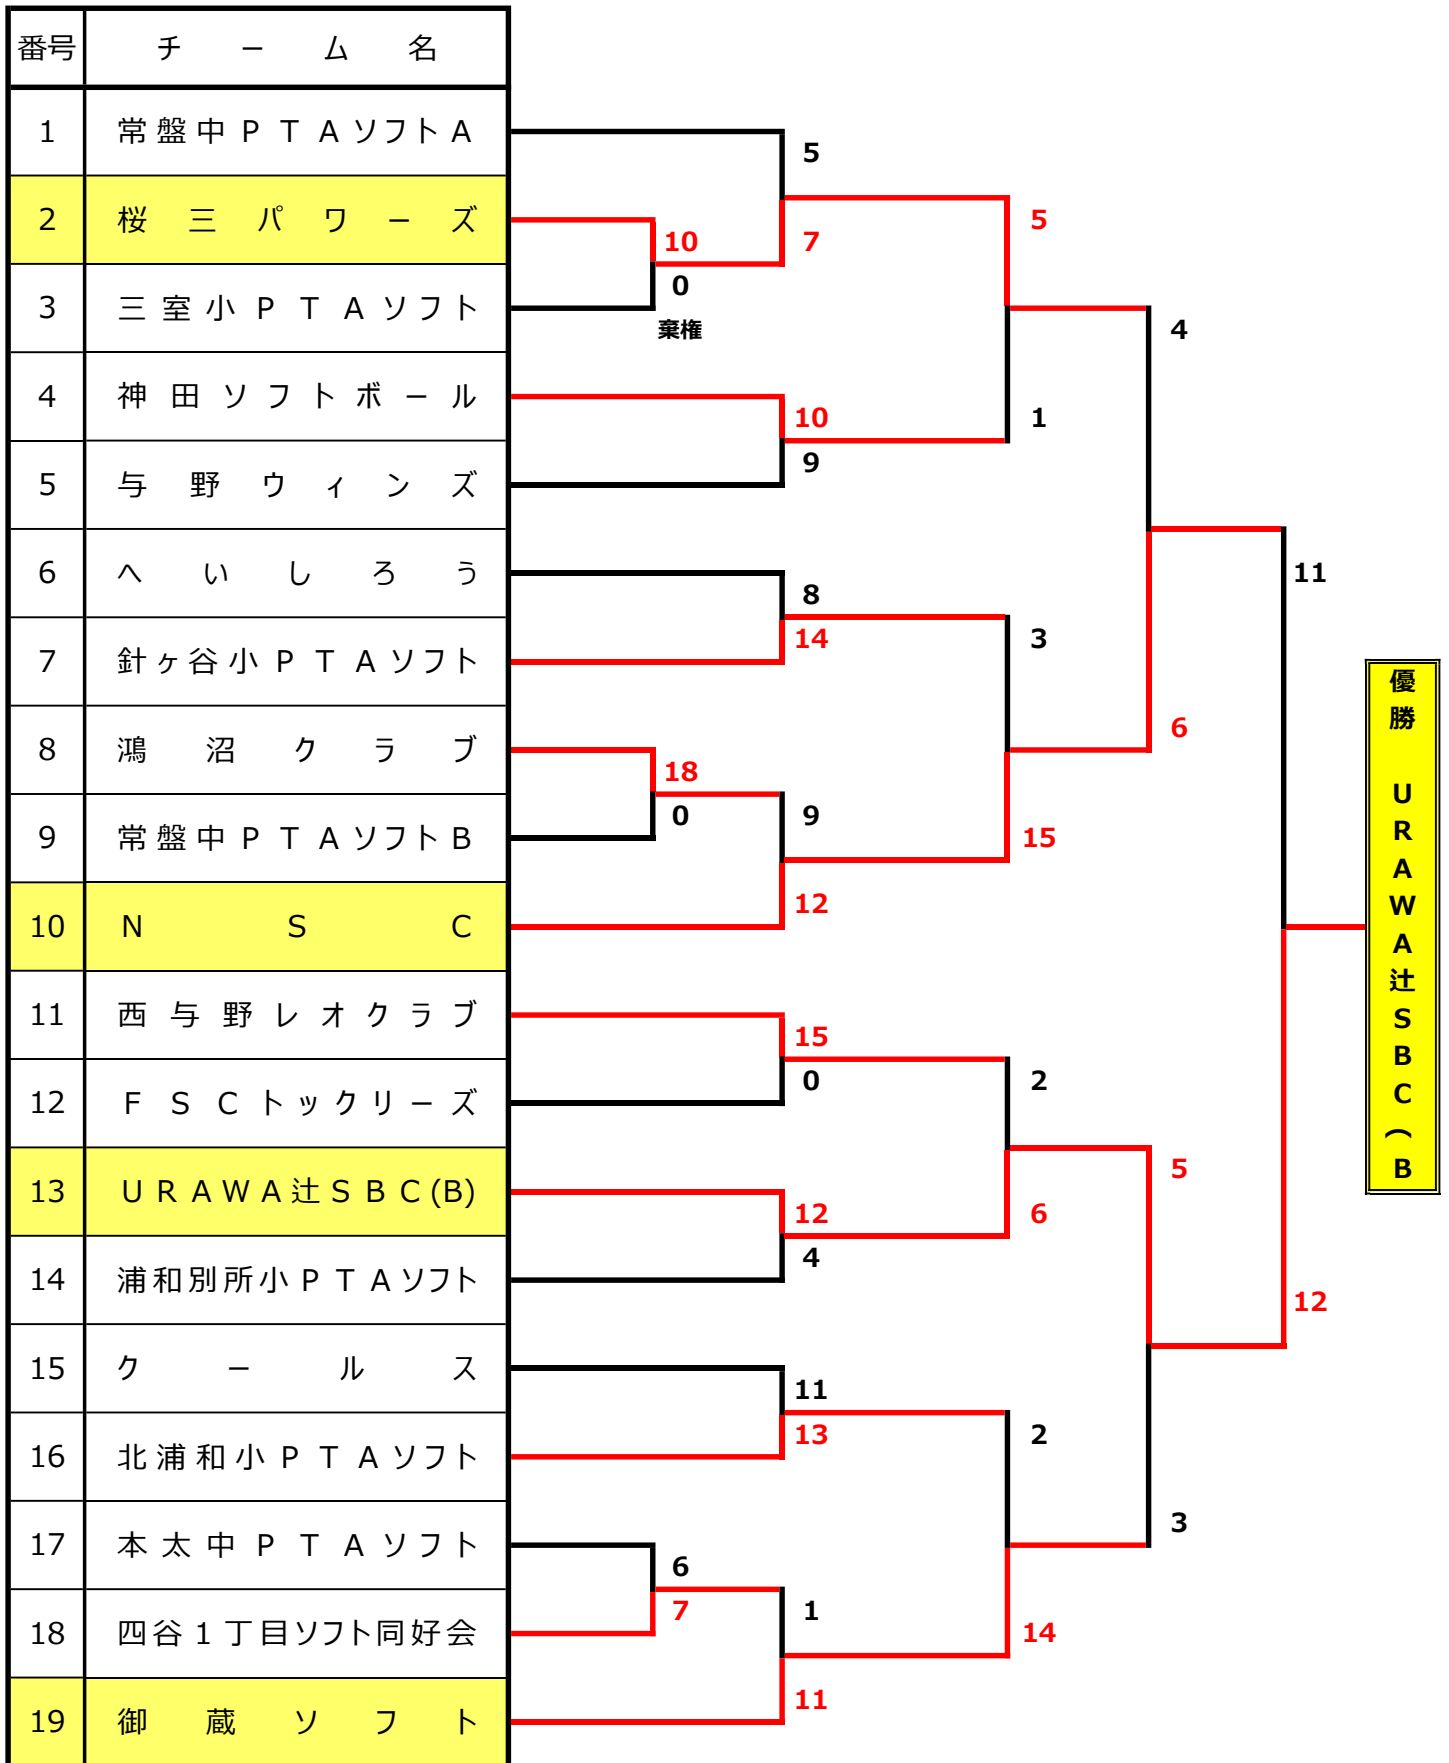 番号 チーム名
1 常盤中PTAソフトA
5
2 桜三パワーズ
5
10
7
0
3 三室小PTAソフト
棄権
4
4 神田ソフトボール
10
1
9
5 与野ウィンズ
6 へいしろう
11
8
14
3
7 針ヶ谷小PTAソフト
6
8 鴻沼クラブ
18
0
9
15
9 常盤中PTAソフトB
12
10 NSC
優勝 URAWA辻SBC(B
11 西与野レオクラブ
15
0
2
12 FSCトックリーズ
5
13 URAWA辻SBC(B)
12
6
4
14 浦和別所小PTAソフト
12
15 クールス
11
13
2
16 北浦和小PTAソフト
3
17 本太中PTAソフト
6
7
1
18 四谷1丁目ソフト同好会
14
11
19 御蔵ソフト